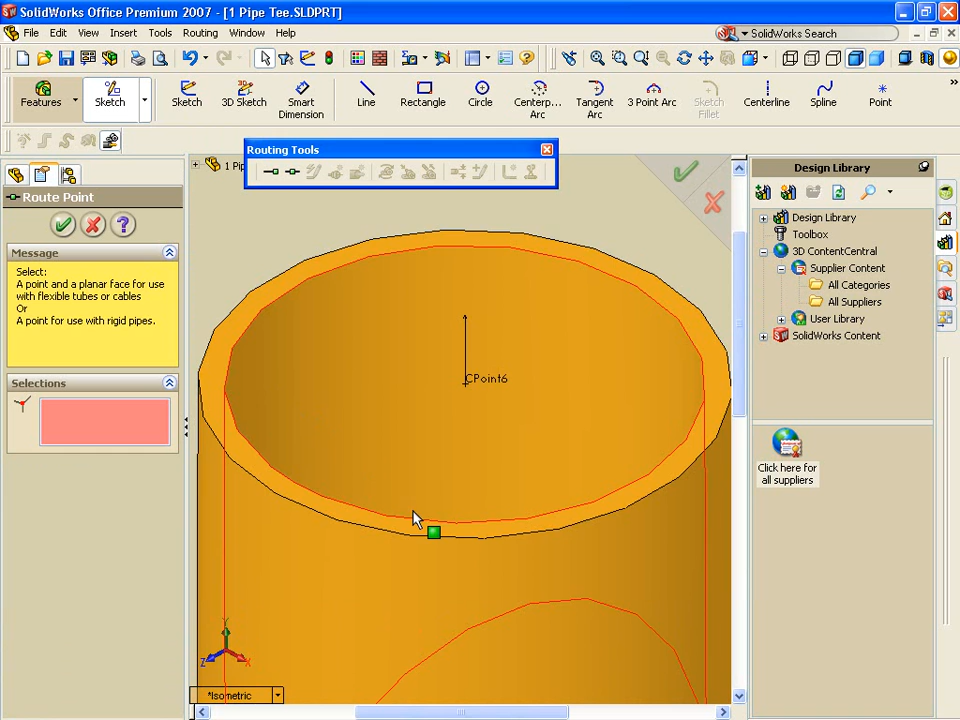 SolidWorks Office Premium 2007 - [1 Pipe Tee.SLDPRT]
File Edit View Insert Tools Routing Window Help
SolidWorks Search
Features Sketch Sketch 3D Sketch Smart Dimension Line Rectangle Circle Centerp... Arc Tangent Arc 3 Point Arc Sketch Fillet Centerline Spline Point
Routing Tools
1 Pip
Route Point
Message
Select:
A point and a planar face for use
with flexible tubes or cables
Or
A point for use with rigid pipes.
Selections
CPoint6
Y
Z
X
*Isometric
Design Library
Design Library
Toolbox
3D ContentCentral
Supplier Content
All Categories
All Suppliers
User Library
SolidWorks Content
Click here for
all suppliers